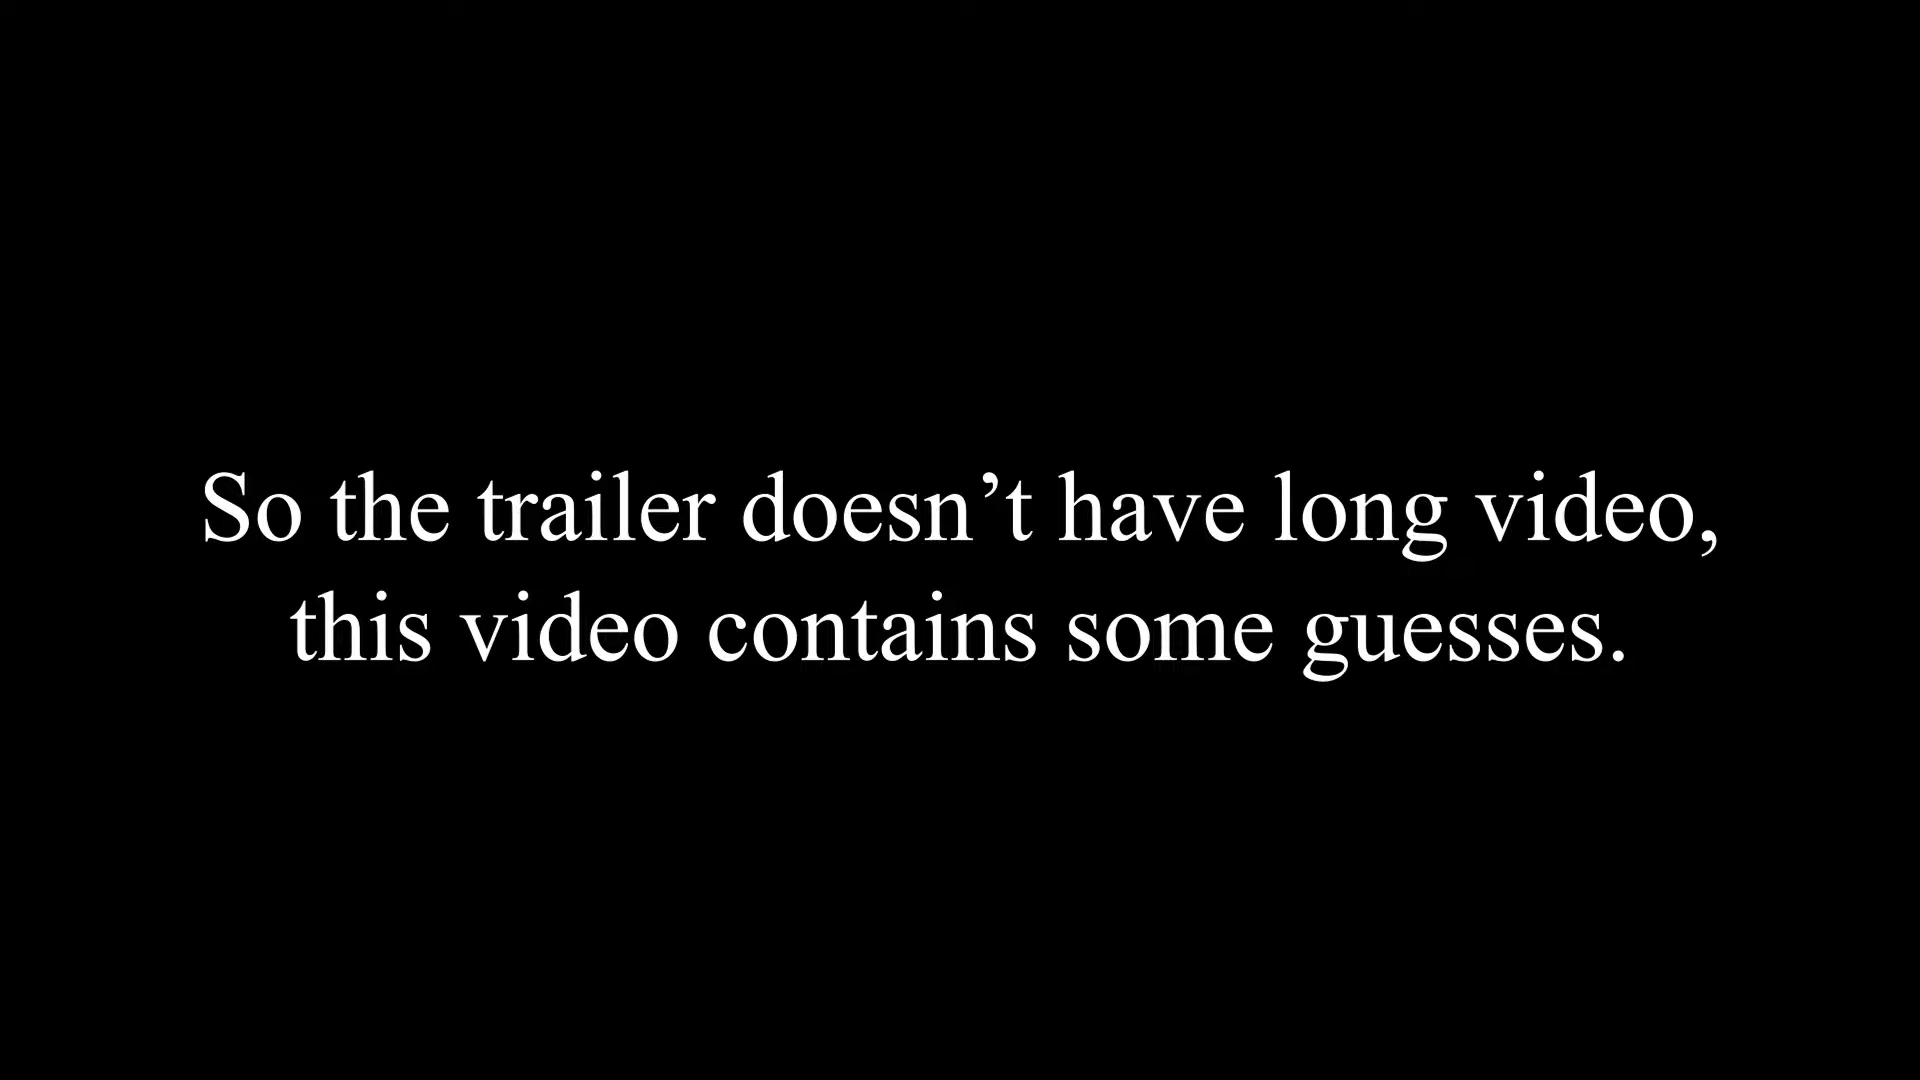 So the trailer doesn’t have long video,
this video contains some guesses.